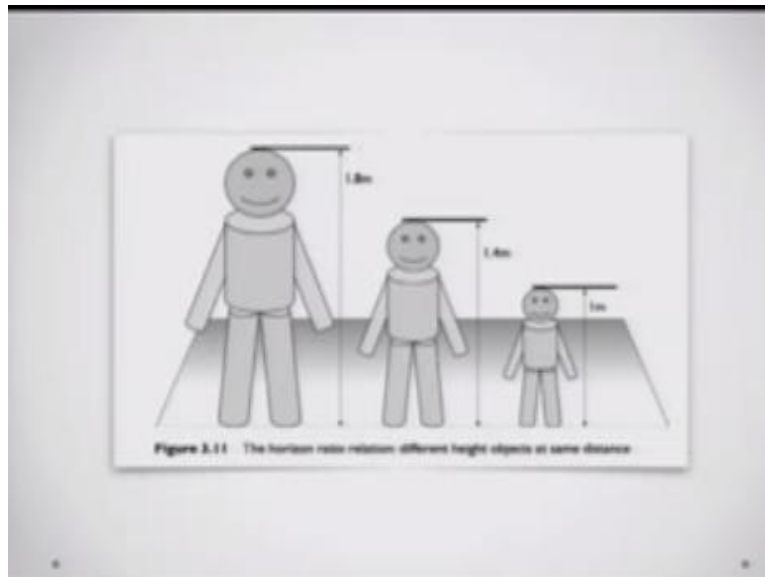 1.8m
1.4m
1m
Figure 3.11 The horizon ratio relation: different height objects at same distance